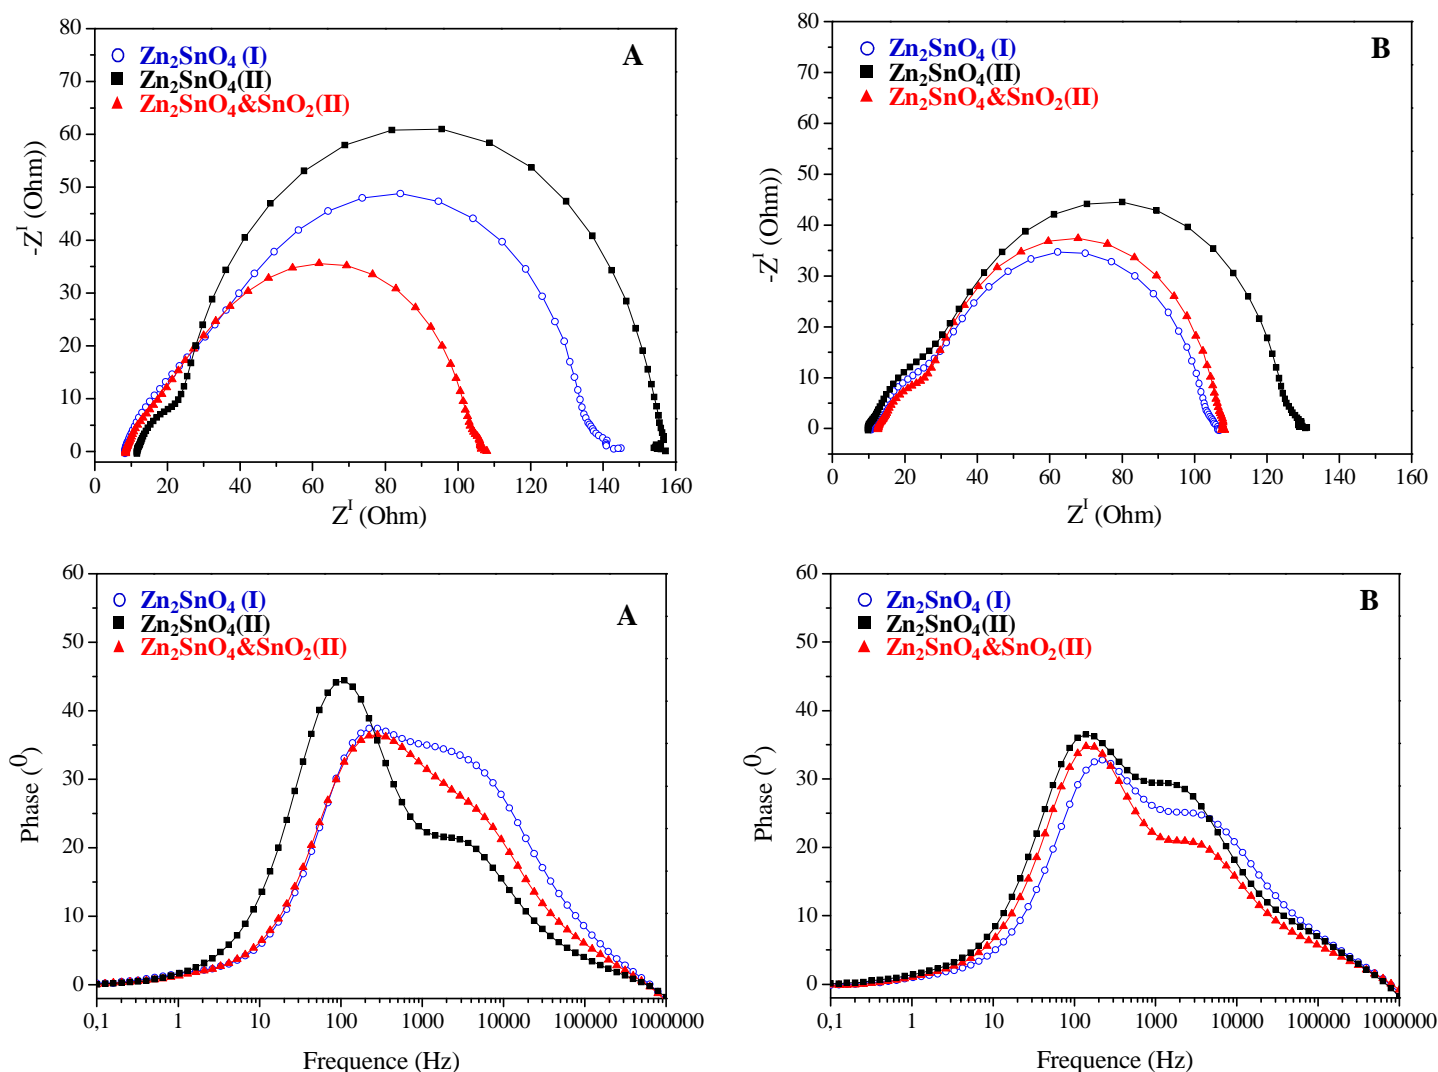 80
70
60
50
40
30
20
10
0
-Z^I (Ohm))
Zn₂SnO₄ (I)
Zn₂SnO₄(II)
Zn₂SnO₄&SnO₂(II)
A
0 20 40 60 80 100 120 140 160
Z^I (Ohm)
80
70
60
50
40
30
20
10
0
-Z^I (Ohm))
Zn₂SnO₄ (I)
Zn₂SnO₄(II)
Zn₂SnO₄&SnO₂(II)
B
0 20 40 60 80 100 120 140 160
Z^I (Ohm)
60
50
40
30
20
10
0
Phase (⁰)
Zn₂SnO₄ (I)
Zn₂SnO₄(II)
Zn₂SnO₄&SnO₂(II)
A
0,1 1 10 100 1000 10000 100000 1000000
Frequence (Hz)
60
50
40
30
20
10
0
Phase (⁰)
Zn₂SnO₄ (I)
Zn₂SnO₄(II)
Zn₂SnO₄&SnO₂(II)
B
0,1 1 10 100 1000 10000 100000 1000000
Frequence (Hz)